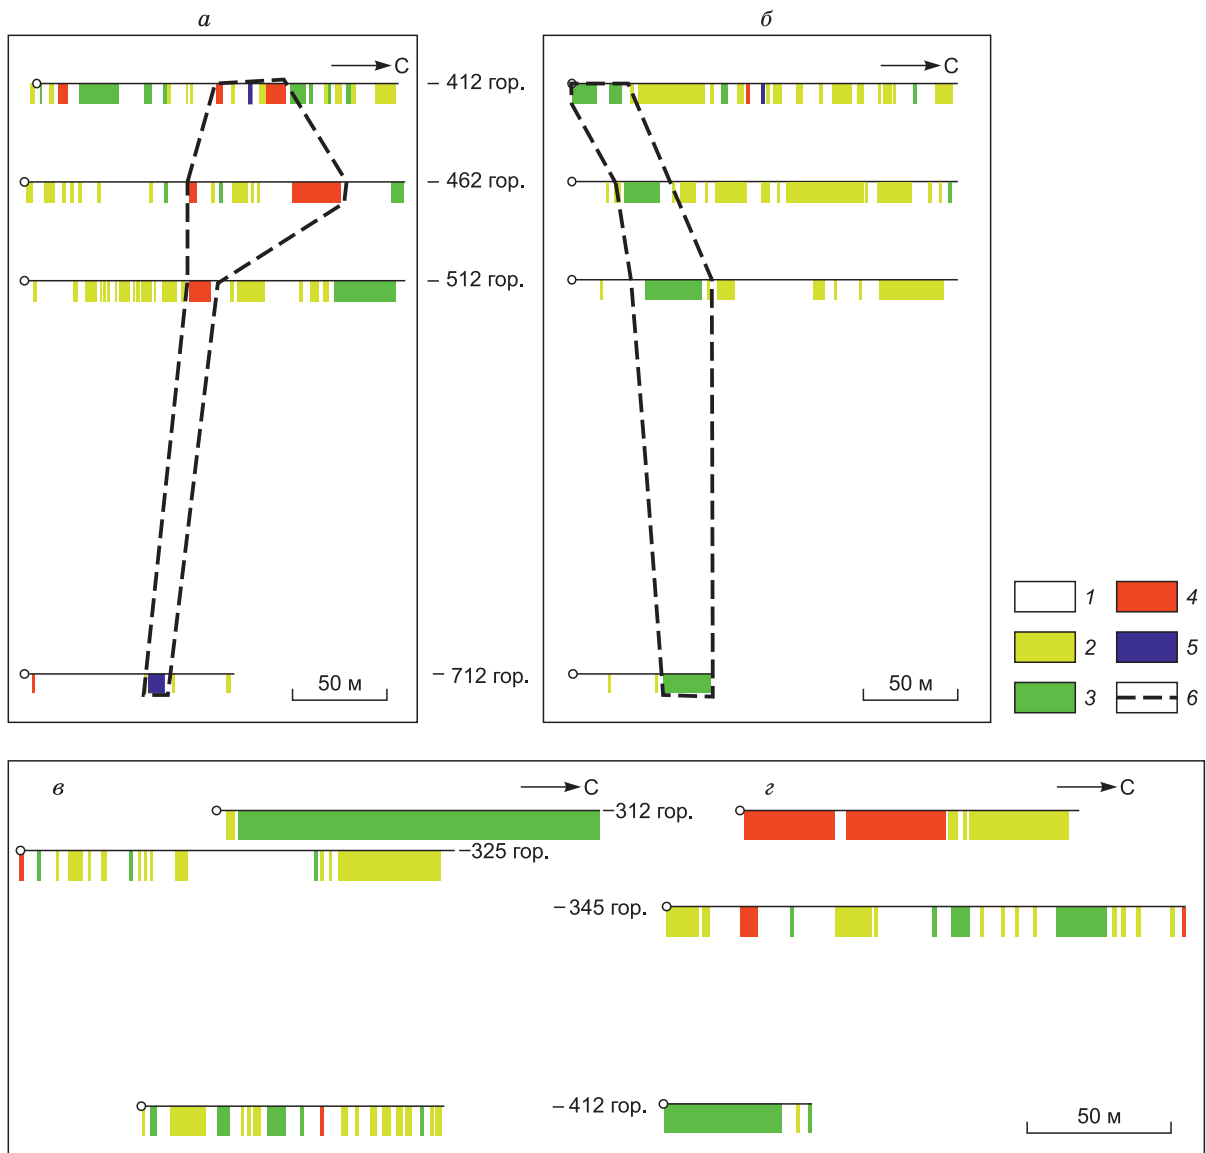 а
б
С
– 412 гор.
С
– 462 гор.
– 512 гор.
– 712 гор.
50 м
50 м
1
4
2
5
3
6
в
С
г
С
–312 гор.
–325 гор.
–345 гор.
–412 гор.
50 м